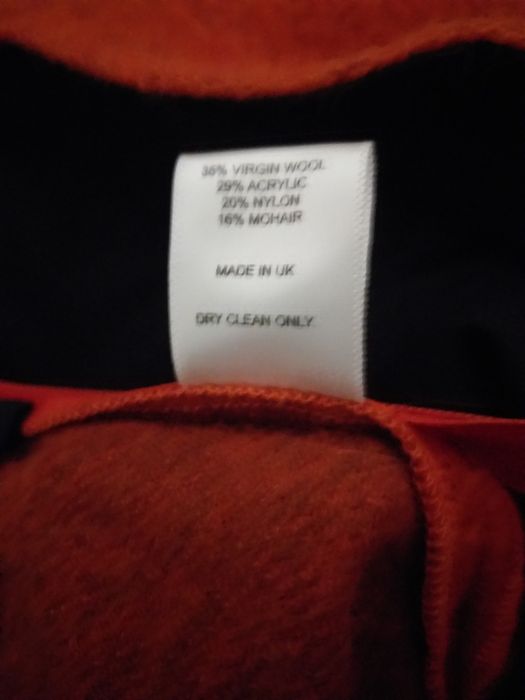 35% VIRGIN WOOL
29% ACRYLIC
20% NYLON
16% MOHAIR
MADE IN UK
DRY CLEAN ONLY